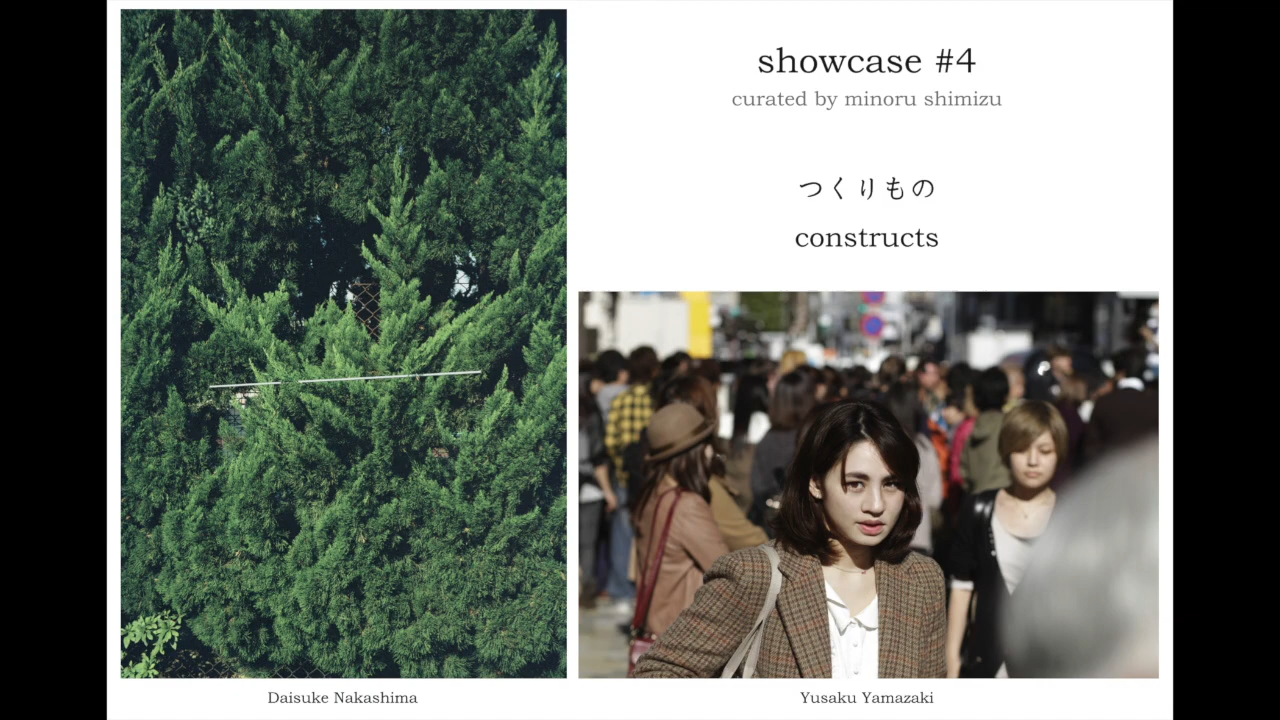 showcase #4
curated by minoru shimizu
つくりもの
constructs
Daisuke Nakashima
Yusaku Yamazaki